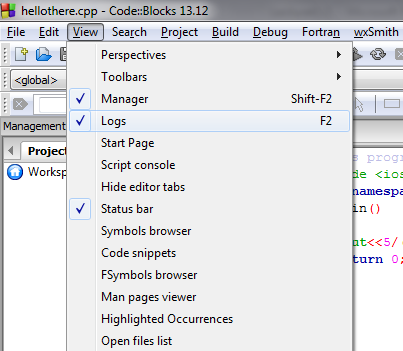 hellothere.cpp - Code::Blocks 13.12
File Edit View Search Project Build Debug Fortran wxSmith
Perspectives
<global>
Toolbars
Manager Shift-F2
Management
Logs F2
Start Page
Project
s progr
Script console
de <ios
Worksp
Hide editor tabs
namesp
Status bar
in()
Symbols browser
ut<<5/
Code snippets
turn 0;
FSymbols browser
Man pages viewer
Highlighted Occurrences
Open files list